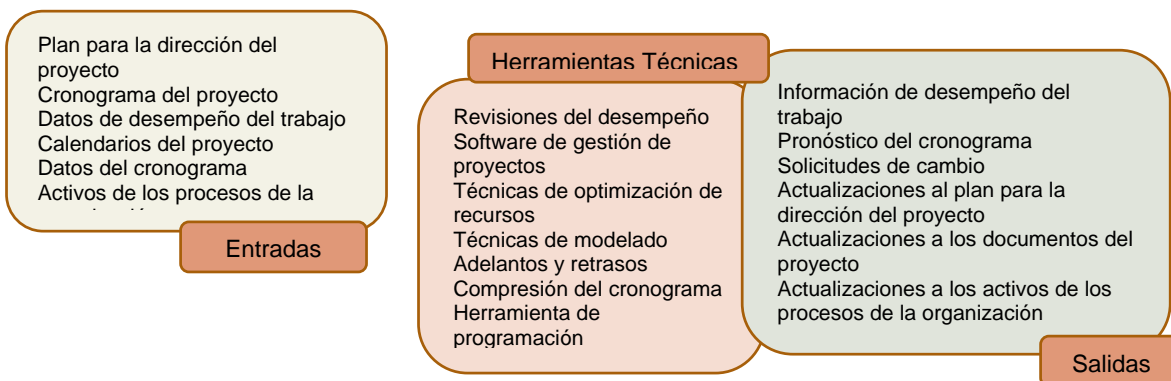 Plan para la dirección del
proyecto
Cronograma del proyecto
Datos de desempeño del trabajo
Calendarios del proyecto
Datos del cronograma
Activos de los procesos de la
Entradas
Herramientas Técnicas
Revisiones del desempeño
Software de gestión de
proyectos
Técnicas de optimización de
recursos
Técnicas de modelado
Adelantos y retrasos
Compresión del cronograma
Herramienta de
programación
Información de desempeño del
trabajo
Pronóstico del cronograma
Solicitudes de cambio
Actualizaciones al plan para la
dirección del proyecto
Actualizaciones a los documentos del
proyecto
Actualizaciones a los activos de los
procesos de la organización
Salidas